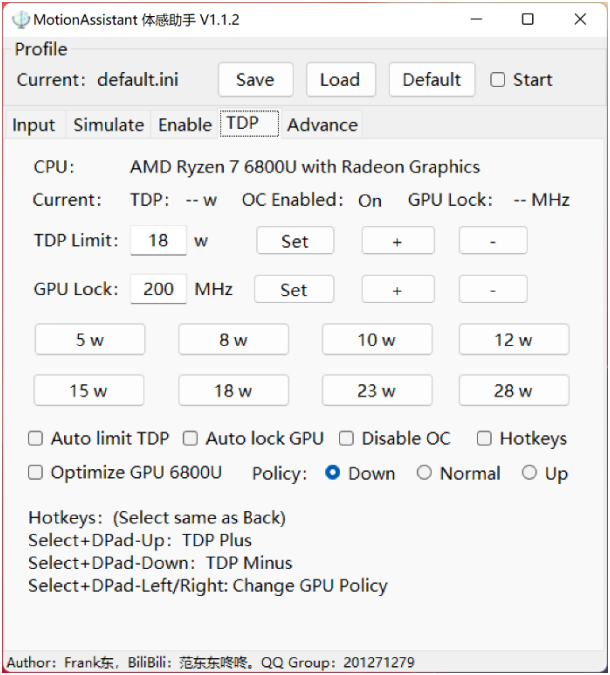 MotionAssistant 体感助手 V1.1.2
Profile
Current: default.ini Save Load Default Start
Input Simulate Enable TDP Advance
CPU: AMD Ryzen 7 6800U with Radeon Graphics
Current: TDP: -- w OC Enabled: On GPU Lock: -- MHz
TDP Limit: 18 w Set + -
GPU Lock: 200 MHz Set + -
5 w 8 w 10 w 12 w
15 w 18 w 23 w 28 w
Auto limit TDP Auto lock GPU Disable OC Hotkeys
Optimize GPU 6800U Policy: Down Normal Up
Hotkeys: (Select same as Back)
Select+DPad-Up: TDP Plus
Select+DPad-Down: TDP Minus
Select+DPad-Left/Right: Change GPU Policy
Author: Frank东, BiliBili: 范东东咚咚。QQ Group: 201271279